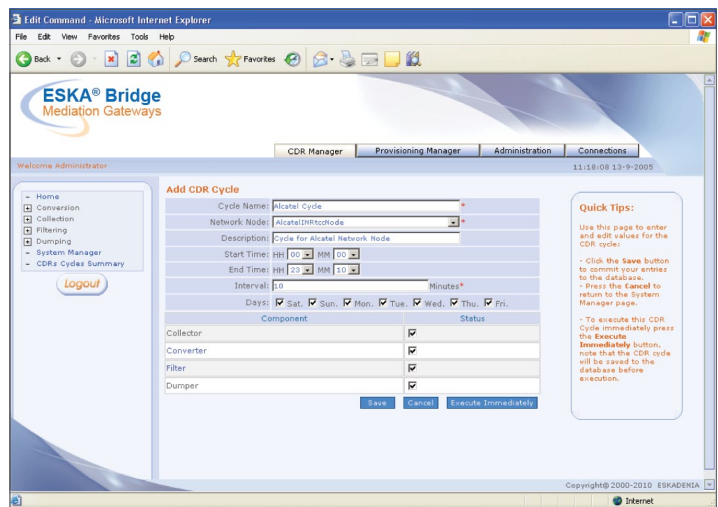 Edit Command - Microsoft Internet Explorer
File Edit View Favorites Tools Help
Back Search Favorites
ESKA® Bridge
Mediation Gateways
CDR Manager Provisioning Manager Administration Connections
Welcome Administrator 11:18:08 13-9-2005
- Home
+ Conversion
+ Collection
+ Filtering
+ Dumping
- System Manager
- CDRs Cycles Summary
Logout
Add CDR Cycle
Cycle Name: Alcatel Cycle *
Network Node: AlcatelINRtccNode *
Description: Cycle for Alcatel Network Node
Start Time: HH 00 MM 00
End Time: HH 23 MM 10
Interval: 10 Minutes*
Days: Sat. Sun. Mon. Tue. Wed. Thu. Fri.
Component Status
Collector
Converter
Filter
Dumper
Save Cancel Execute Immediately
Quick Tips:
Use this page to enter
and edit values for the
CDR cycle:
- Click the Save button
to commit your entries
to the database.
- Press the Cancel to
return to the System
Manager page.
- To execute this CDR
Cycle immediately press
the Execute
Immediately button,
note that the CDR cycle
will be saved to the
database before
execution.
Copyright@ 2000-2010 ESKADENIA
Internet